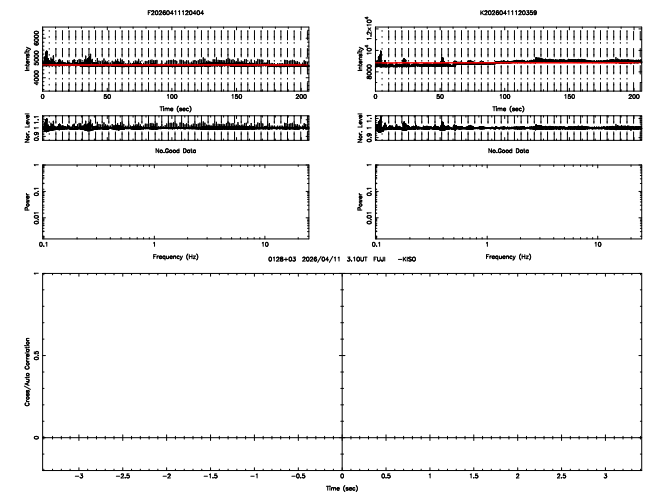 F20260411120404
K20260411120359
Intensity
4000 5000 6000
0 50 100 150 200
Time (sec)
Intensity
8000 10⁴ 1.2×10⁴
0 50 100 150 200
Time (sec)
Nor. Level
0.9 1 1.1
No.Good Data
Nor. Level
0.9 1 1.1
No.Good Data
Power
0.01 0.1 1
0.1 1 10
Frequency (Hz)
Power
0.01 0.1 1
0.1 1 10
Frequency (Hz)
0128+03 2026/04/11 3.10UT FUJI -KISO
Cross/Auto Correlation
0 0.5 1
-3 -2.5 -2 -1.5 -1 -0.5 0 0.5 1 1.5 2 2.5 3
Time (sec)